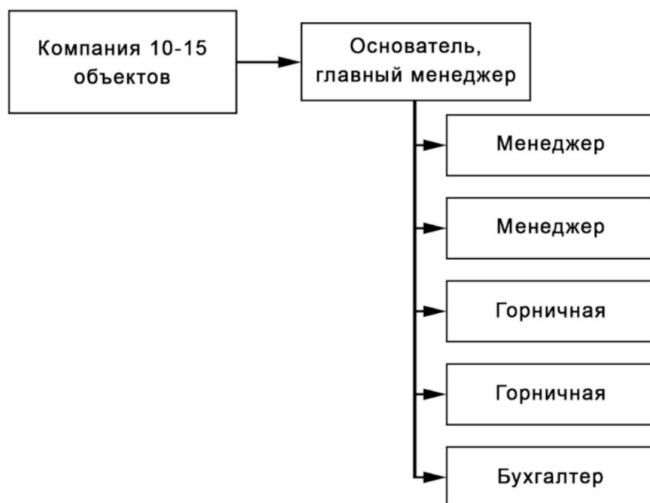 Компания 10-15
объектов
Основатель,
главный менеджер
Менеджер
Менеджер
Горничная
Горничная
Бухгалтер